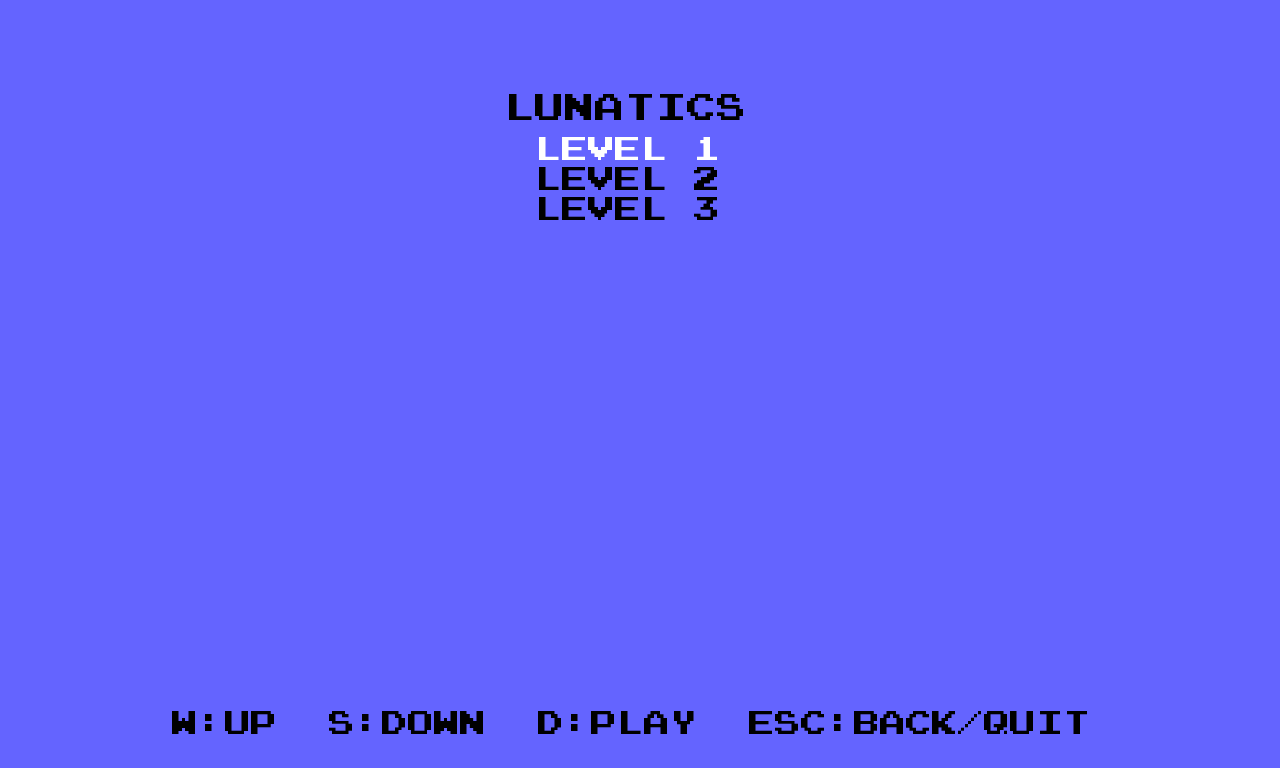 LUNATICS
LEVEL 1
LEVEL 2
LEVEL 3
W:UP S:DOWN D:PLAY ESC:BACK/QUIT